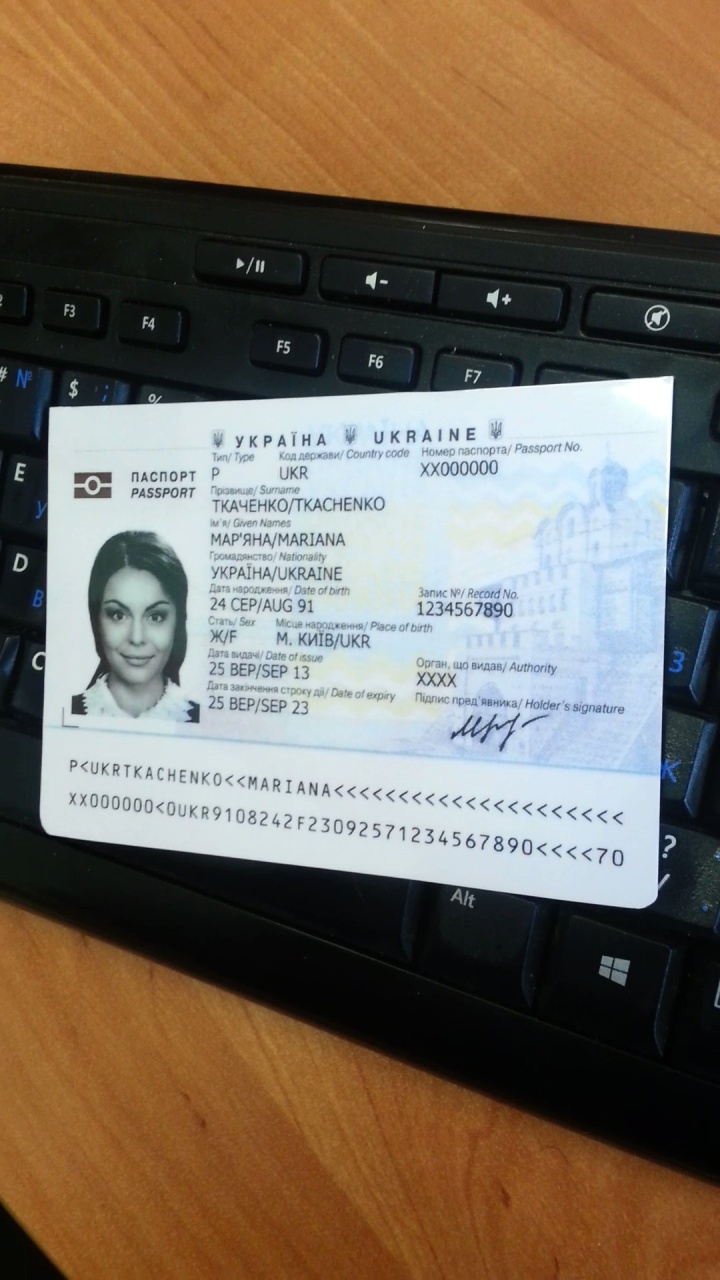 ▶/II
F3
F4
F5
F6
F7
# №
$ ;
%
E
У
D
В
C
УКРАЇНА UKRAINE
ПАСПОРТ
PASSPORT
Тип/ Type Код держави/ Country code Номер паспорта/ Passport No.
P UKR XX000000
Прізвище/ Surname
ТКАЧЕНКО/TKACHENKO
Ім'я/ Given Names
МАР'ЯНА/MARIANA
Громадянство/ Nationality
УКРАЇНА/UKRAINE
Дата народження/ Date of birth Запис №/ Record No.
24 СЕР/AUG 91 1234567890
Стать/ Sex Місце народження/ Place of birth
Ж/F М. КИЇВ/UKR
Дата видачі/ Date of issue Орган, що видав/ Authority
25 ВЕР/SEP 13 XXXX
Дата закінчення строку дії/ Date of expiry Підпис пред'явника/ Holder's signature
25 ВЕР/SEP 23
P<UKRTKACHENKO<<MARIANA<<<<<<<<<<<<<<<<<<<<<
XX000000<0UKR9108242F23092571234567890<<<<70
З
К
?
/
.
Alt